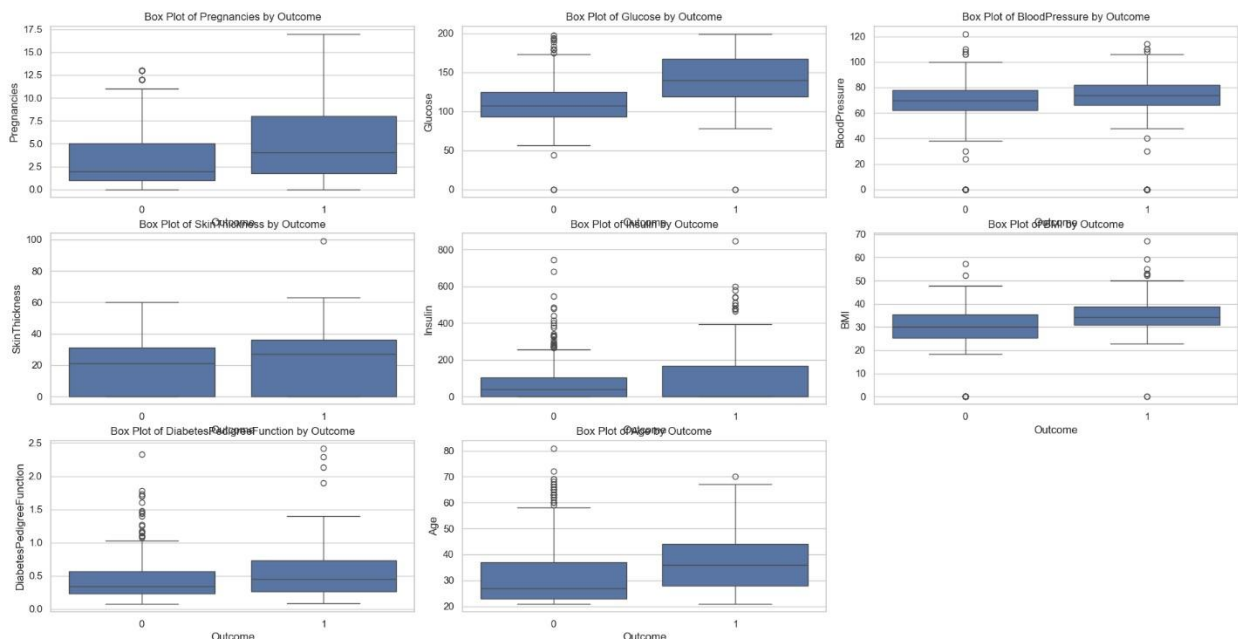 Box Plot of Pregnancies by Outcome
17.5
15.0
12.5
10.0
7.5
5.0
2.5
0.0
Pregnancies
0 1
Outcome
Box Plot of Glucose by Outcome
200
150
100
50
0
Glucose
0 1
Outcome
Box Plot of BloodPressure by Outcome
120
100
80
60
40
20
0
BloodPressure
0 1
Outcome
Box Plot of SkinThickness by Outcome
100
80
60
40
20
0
SkinThickness
0 1
Outcome
Box Plot of Insulin by Outcome
800
600
400
200
0
Insulin
0 1
Outcome
Box Plot of BMI by Outcome
70
60
50
40
30
20
10
0
BMI
0 1
Outcome
Box Plot of DiabetesPedigreeFunction by Outcome
2.5
2.0
1.5
1.0
0.5
0.0
DiabetesPedigreeFunction
0 1
Outcome
Box Plot of Age by Outcome
80
70
60
50
40
30
20
Age
0 1
Outcome